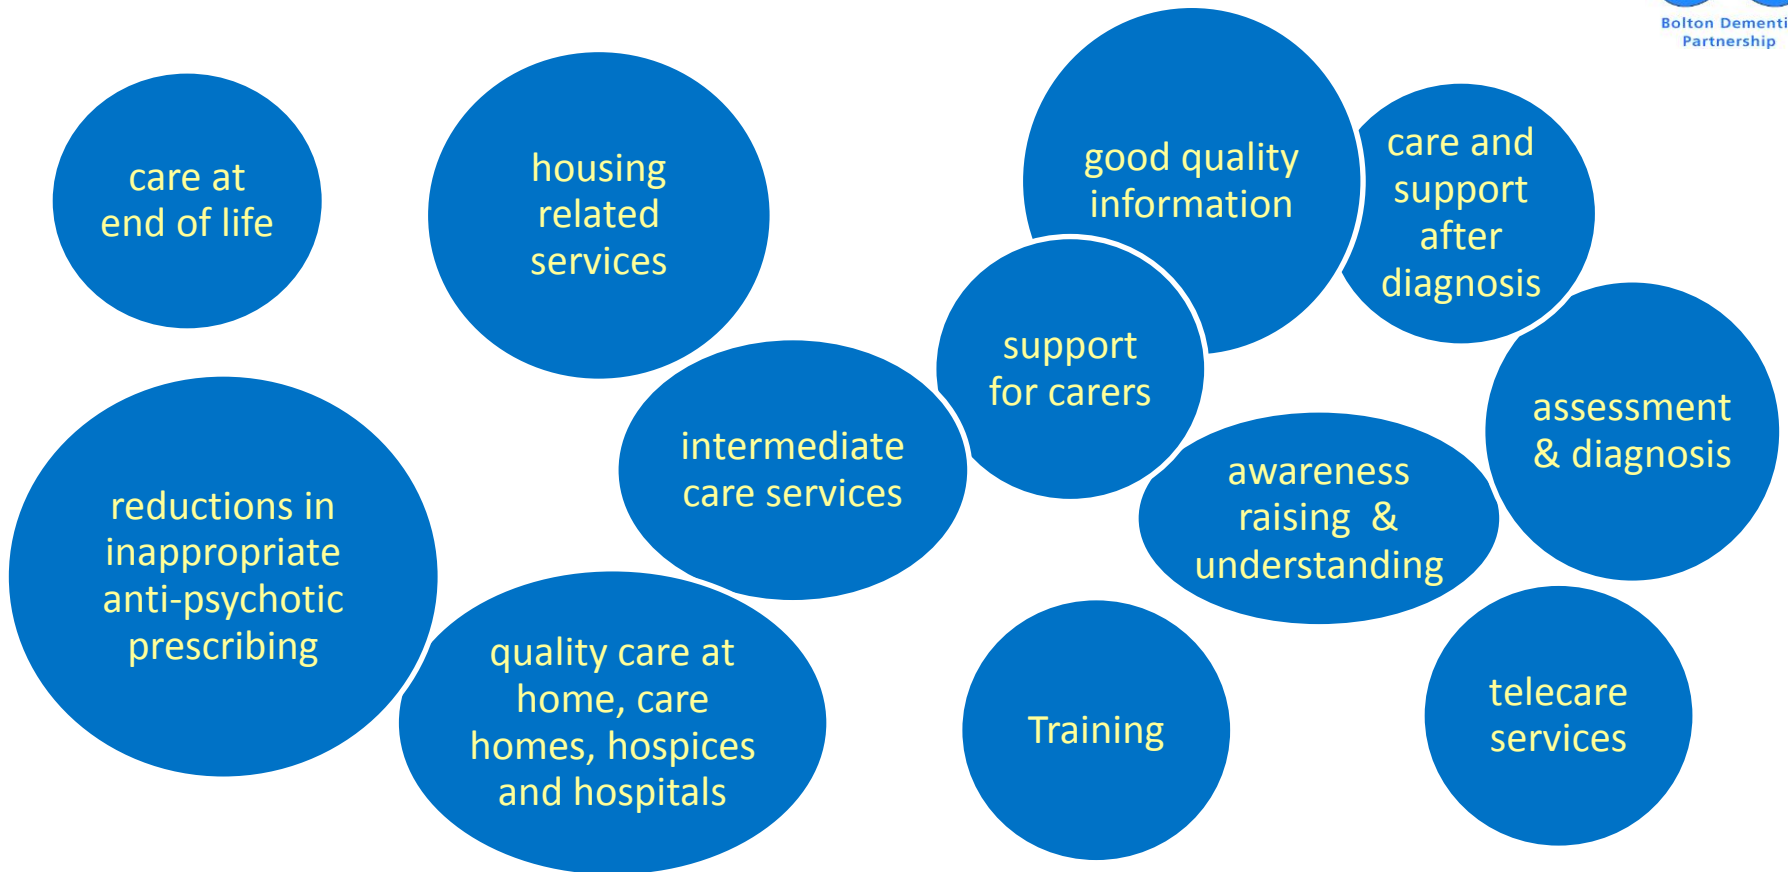 Bolton Dementi
Partnership
care at
end of life
housing
related
services
good quality
information
care and
support
after
diagnosis
support
for carers
assessment
& diagnosis
intermediate
care services
awareness
raising &
understanding
reductions in
inappropriate
anti-psychotic
prescribing
quality care at
home, care
homes, hospices
and hospitals
Training
telecare
services